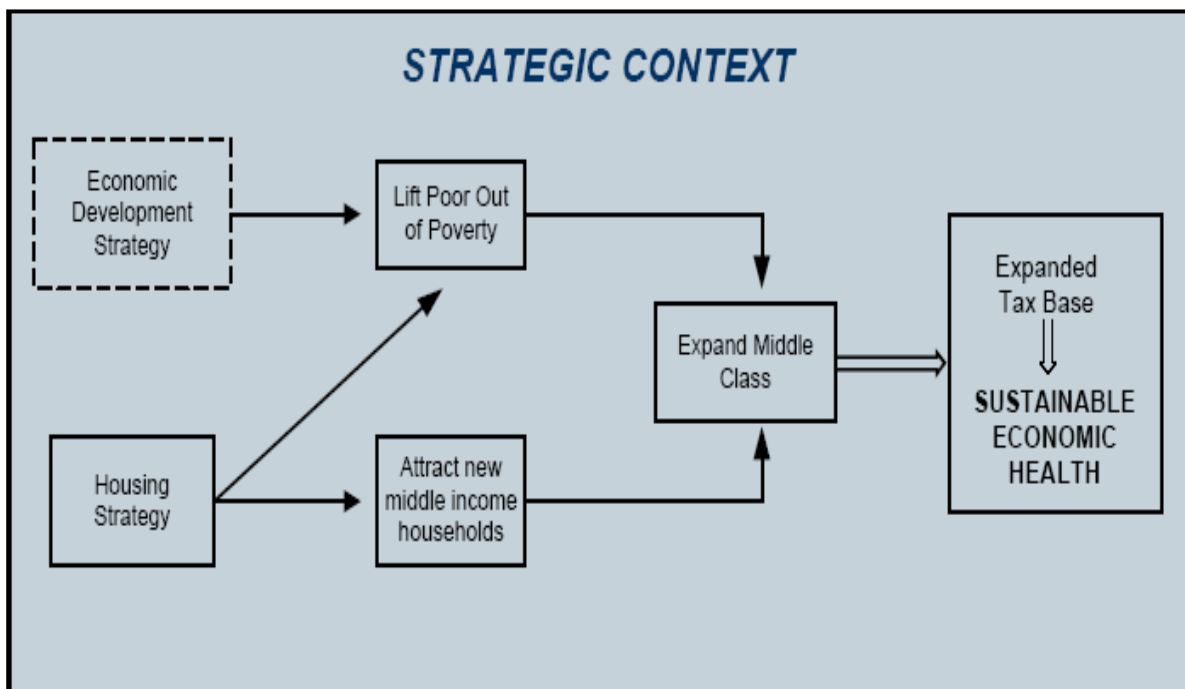 STRATEGIC CONTEXT
Economic
Development
Strategy
Lift Poor Out
of Poverty
Expand Middle
Class
Expanded
Tax Base
SUSTAINABLE
ECONOMIC
HEALTH
Housing
Strategy
Attract new
middle income
households